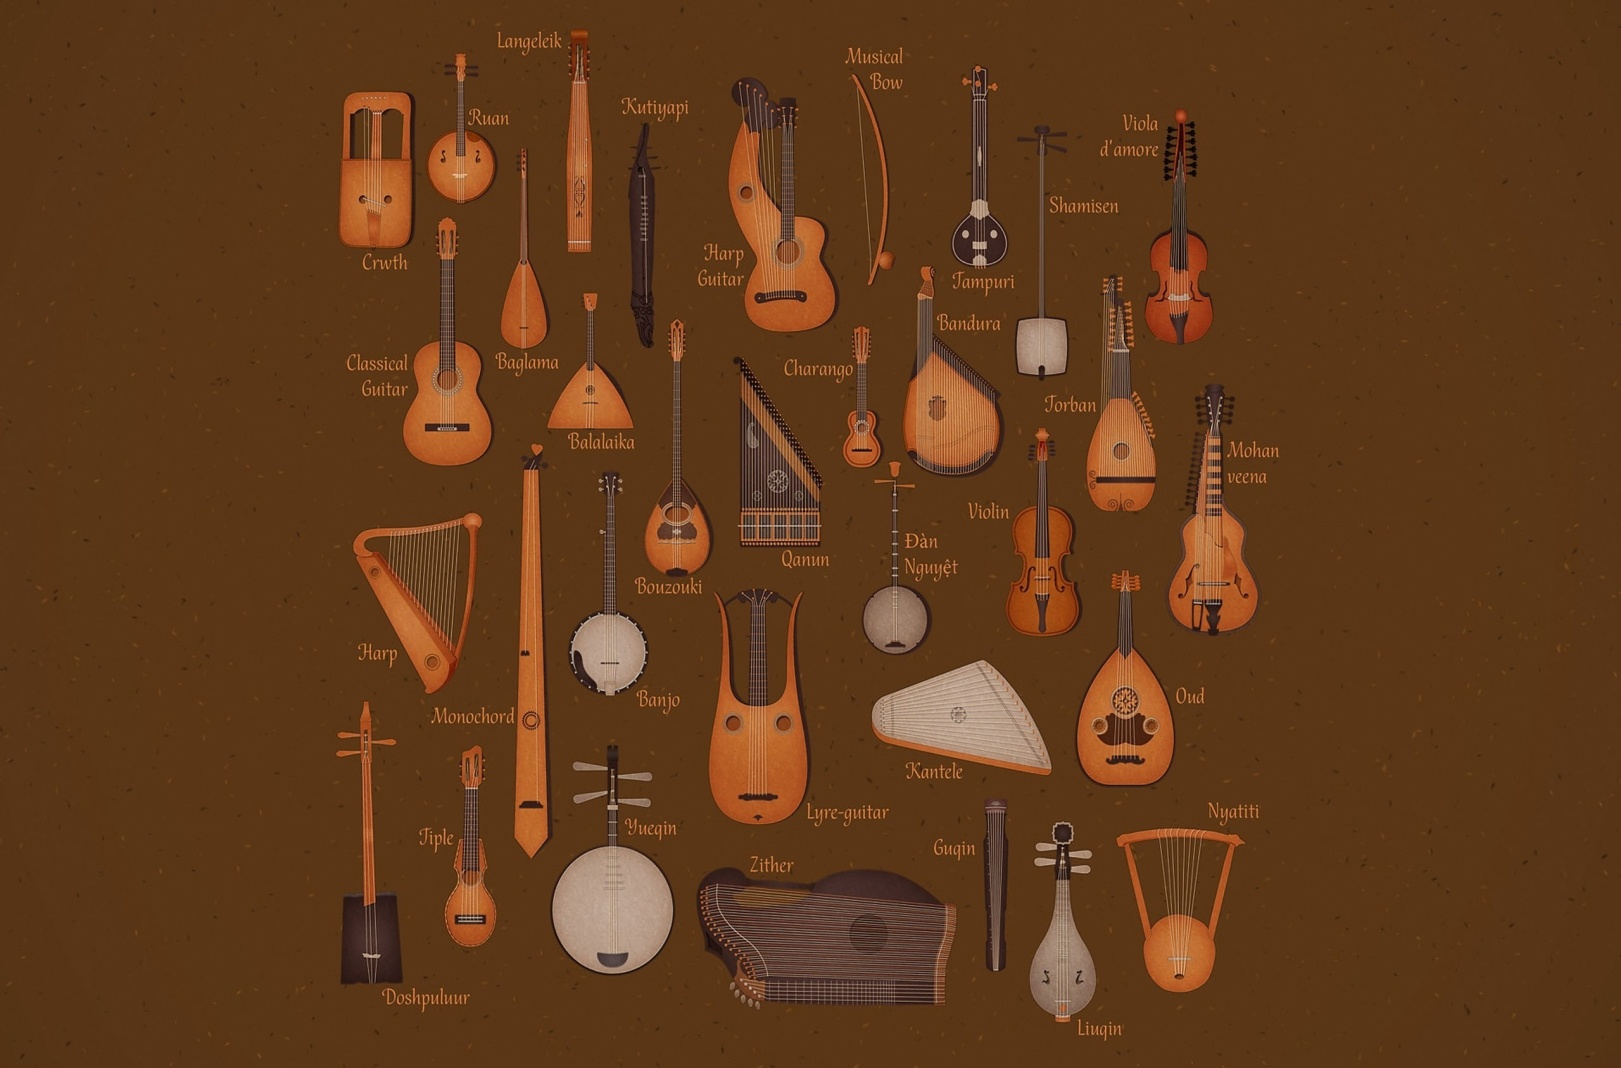 Langeleik
Musical
Bow
Kutiyapi
Ruan
Viola
d'amore
Shamisen
Crwth
Harp
Guitar
Tampuri
Bandura
Classical
Guitar
Baglama
Charango
Torban
Balalaika
Mohan
veena
Violin
Đàn
Nguyệt
Qanun
Bouzouki
Harp
Banjo
Oud
Monochord
Kantele
Lyre-guitar
Nyatiti
Yueqin
Tiple
Guqin
Zither
Doshpuluur
Liuqin